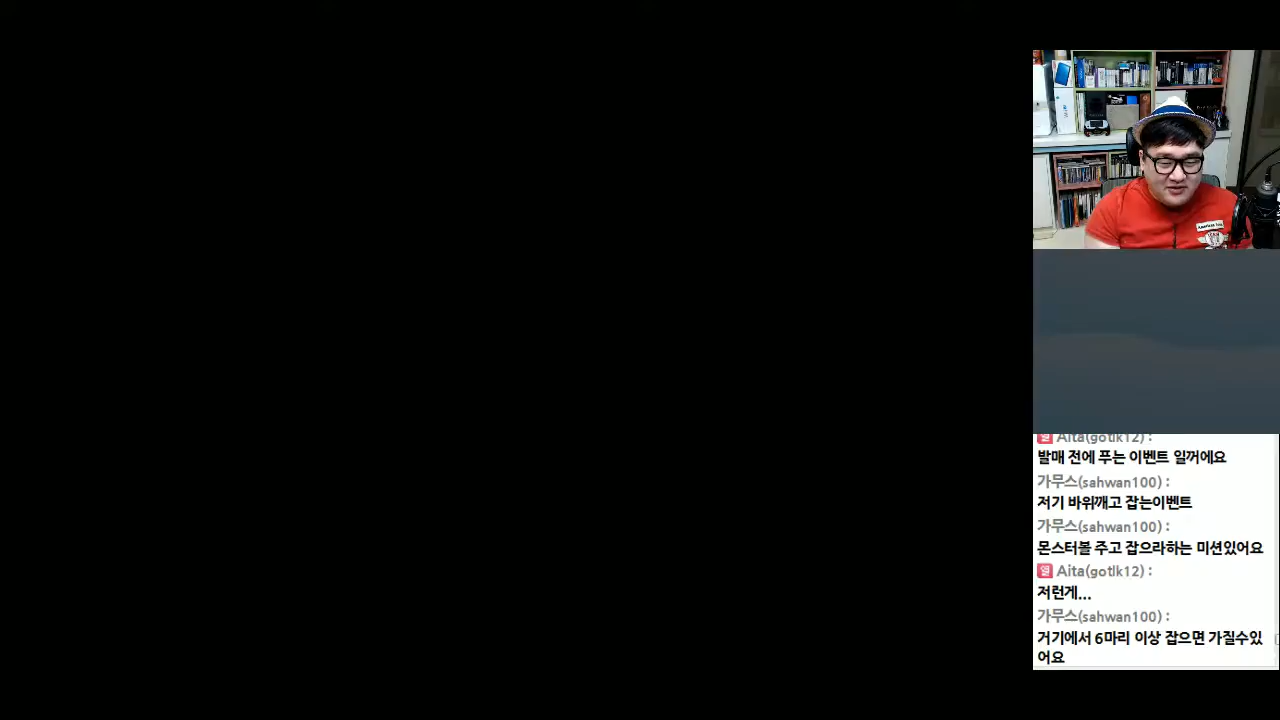 열 Aita(gotlk12) :
발매 전에 푸는 이벤트 일꺼에요
가무스(sahwan100) :
저기 바위깨고 잡는이벤트
가무스(sahwan100) :
몬스터볼 주고 잡으라하는 미션있어요
열 Aita(gotlk12) :
저런게...
가무스(sahwan100) :
거기에서 6마리 이상 잡으면 가질수있
어요